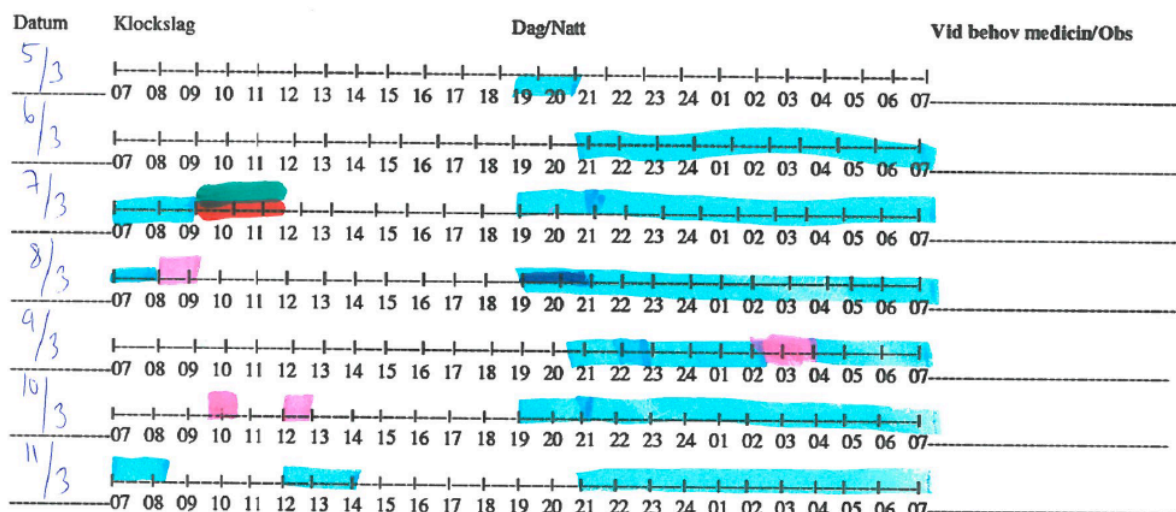 Datum Klockslag Dag/Natt Vid behov medicin/Obs
5/3
07 08 09 10 11 12 13 14 15 16 17 18 19 20 21 22 23 24 01 02 03 04 05 06 07
6/3
07 08 09 10 11 12 13 14 15 16 17 18 19 20 21 22 23 24 01 02 03 04 05 06 07
7/3
07 08 09 10 11 12 13 14 15 16 17 18 19 20 21 22 23 24 01 02 03 04 05 06 07
8/3
07 08 09 10 11 12 13 14 15 16 17 18 19 20 21 22 23 24 01 02 03 04 05 06 07
9/3
07 08 09 10 11 12 13 14 15 16 17 18 19 20 21 22 23 24 01 02 03 04 05 06 07
10/3
07 08 09 10 11 12 13 14 15 16 17 18 19 20 21 22 23 24 01 02 03 04 05 06 07
11/3
07 08 09 10 11 12 13 14 15 16 17 18 19 20 21 22 23 24 01 02 03 04 05 06 07